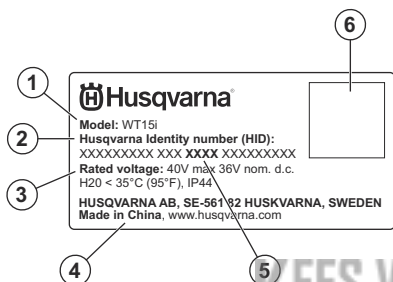 6
1
Husqvarna
2
Model: WT15i
Husqvarna Identity number (HID):
XXXXXXXXX XXX XXXX XXXXXXXXX
3
Rated voltage: 40V max 36V nom. d.c.
H20 < 35°C (95°F), IP44
HUSQVARNA AB, SE-561 82 HUSKVARNA, SWEDEN
Made in China, www.husqvarna.com
4
5